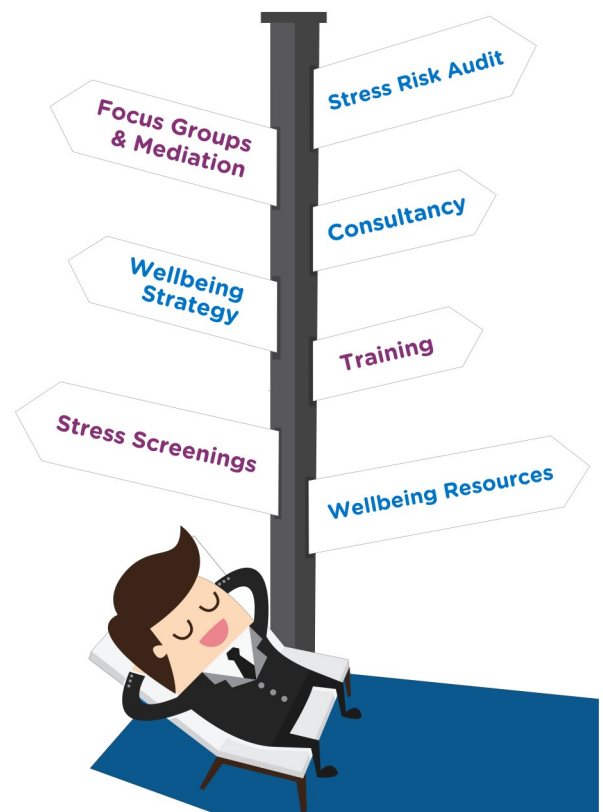 Stress Risk Audit
Focus Groups
& Mediation
Consultancy
Wellbeing
Strategy
Training
Stress Screenings
Wellbeing Resources